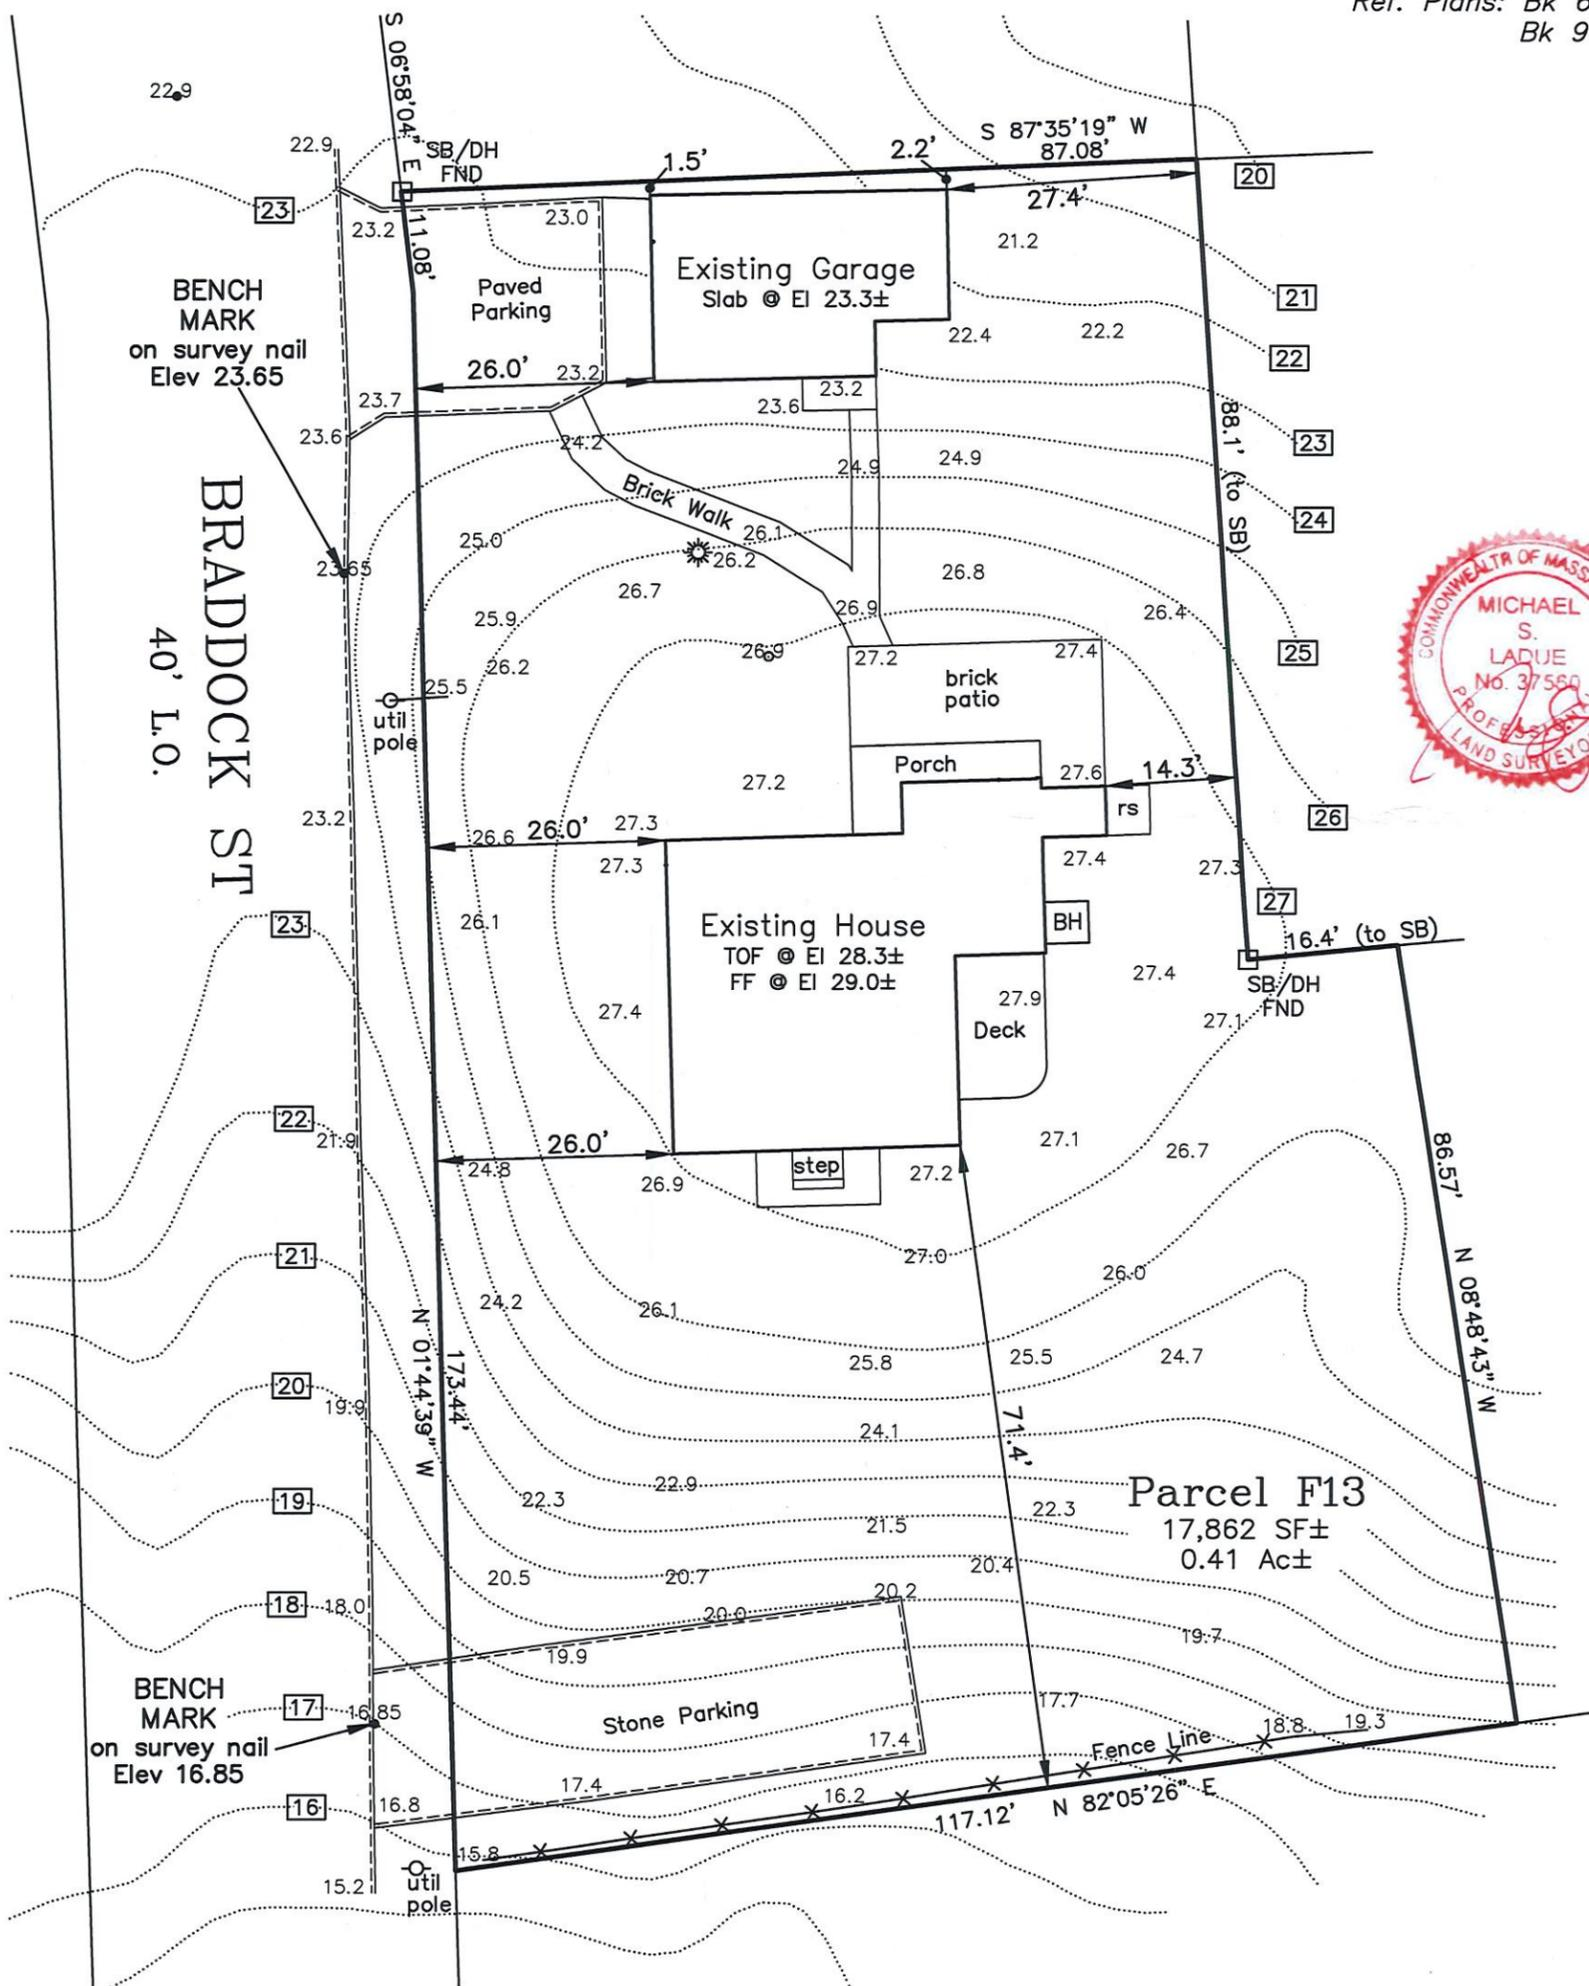 Ref. Plans: Bk 6
Bk 9
S 06°58'04" E
22.9
22.9
SB/DH
FND
1.5'
2.2'
S 87°35'19" W
87.08'
20
23
23.2
11.08'
23.0
27.4'
21.2
Existing Garage
Slab @ El 23.3±
Paved
Parking
21
BENCH
MARK
on survey nail
Elev 23.65
22.4
22.2
22
26.0'
23.2
23.2
23.7
23.6
23.6
88.1' (to SB)
23
24.2
24.9
24.9
Brick Walk
24
25.0
26.1
26.2
23.65
26.7
26.8
25.9
26.9
26.4
26.9
27.2
27.4
25
26.2
25.5
util
pole
brick
patio
BRADDOCK ST
40' L.O.
COMMONWEALTH OF MASS
MICHAEL
S.
LADUE
No. 37560
PROFESSIONAL
LAND SURVEYO
Porch
27.6
14.3'
27.2
rs
26
23.2
26.6
26.0'
27.3
27.3
27.4
27.3
27
23
26.1
Existing House
TOF @ El 28.3±
FF @ El 29.0±
BH
16.4' (to SB)
27.4
SB/DH
FND
27.9
27.4
Deck
27.1
22
21.9
26.0'
24.8
26.9
step
27.2
27.1
26.7
86.57'
N 08°48'43" W
21
27.0
26.0
24.2
26.1
N 01°44'39" W
173.44'
25.8
25.5
24.7
20
19.9
24.1
71.4'
22.9
19
22.3
21.5
22.3
Parcel F13
17,862 SF±
0.41 Ac±
20.5
20.7
20.4
18
18.0
20.0
20.2
19.7
19.9
BENCH
MARK
on survey nail
Elev 16.85
17
16.85
Stone Parking
17.7
17.4
Fence Line
18.8
19.3
17.4
16
16.8
16.2
117.12'
N 82°05'26" E
15.8
15.2
util
pole